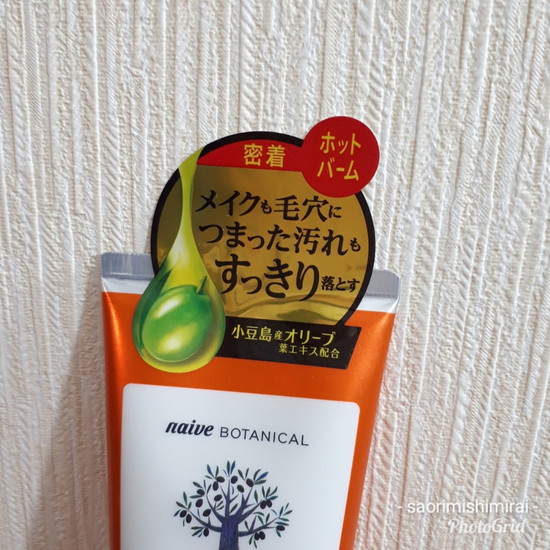 密着
ホット
バーム
メイクも毛穴に
つまった汚れも
すっきり落とす
小豆島産オリーブ
葉エキス配合
naive BOTANICAL
- saorimishimirai -
PhotoGrid